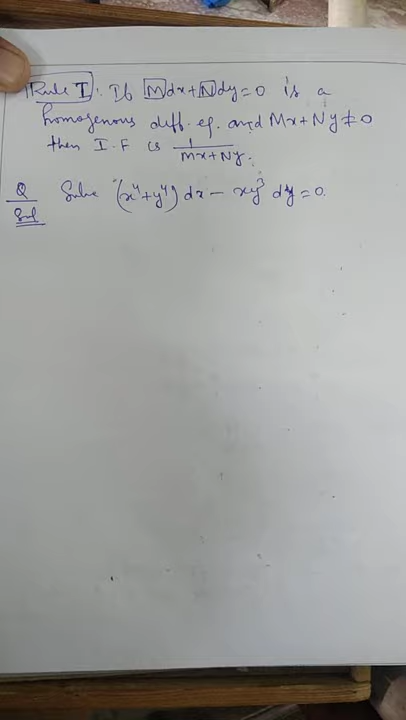 Rule I: If Mdx+Ndy=0 is a
homogenous diff. eq. and Mx+Ny≠0
then I.F is 1/(Mx+Ny).
Q Solve (x⁴+y⁴) dx - xy³ dy=0.
Sol